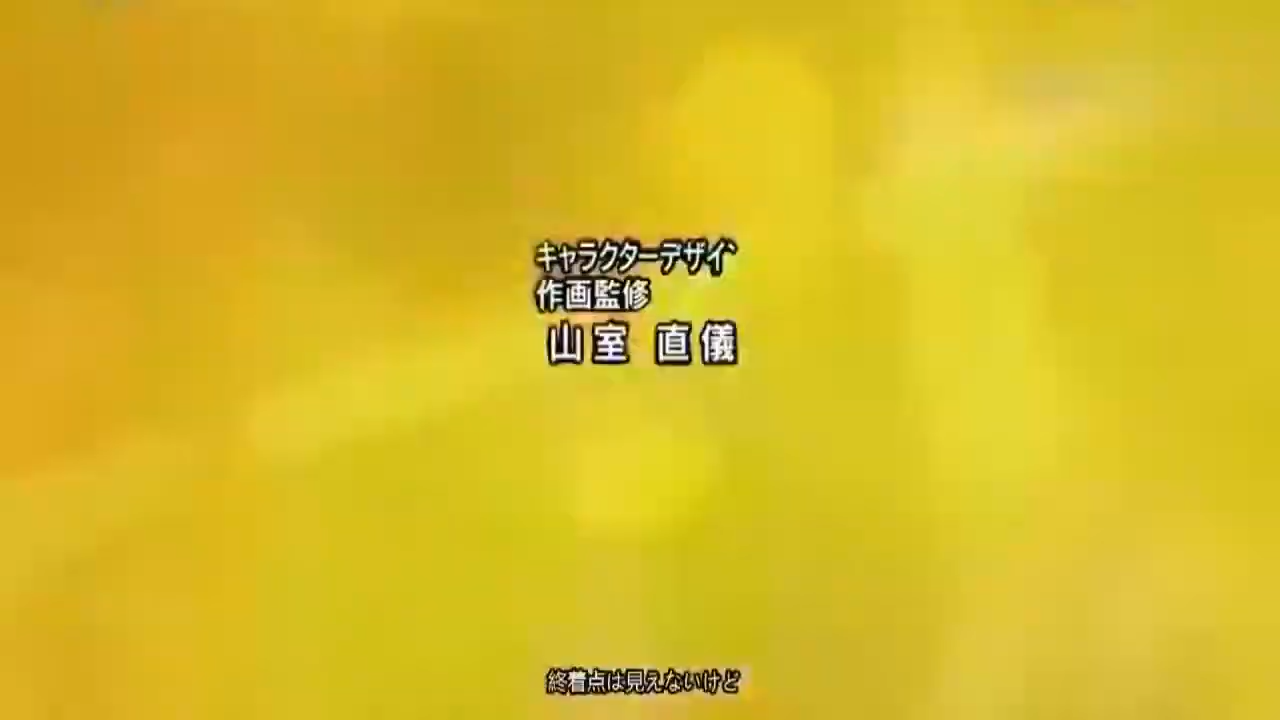 キャラクターデザイ
作画監修
山室 直儀
終着点は見えないけど